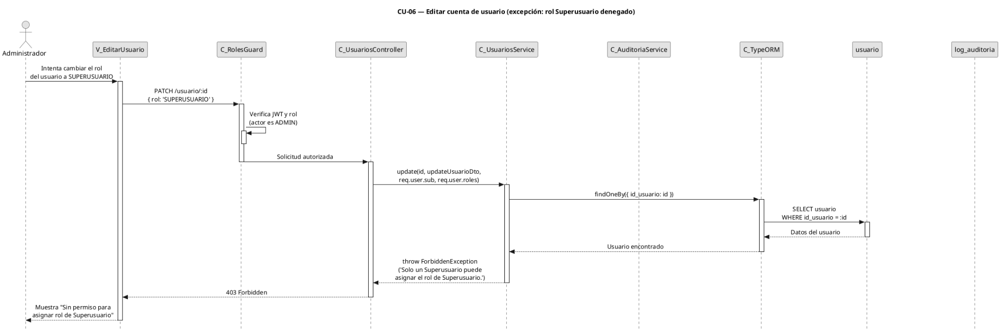 CU-06 — Editar cuenta de usuario (excepción: rol Superusuario denegado)
Administrador
V_EditarUsuario
C_RolesGuard
C_UsuariosController
C_UsuariosService
C_AuditoriaService
C_TypeORM
usuario
log_auditoria
Intenta cambiar el rol
del usuario a SUPERUSUARIO
PATCH /usuario/:id
{ rol: 'SUPERUSUARIO' }
Verifica JWT y rol
(actor es ADMIN)
Solicitud autorizada
update(id, updateUsuarioDto,
req.user.sub, req.user.roles)
findOneBy({ id_usuario: id })
SELECT usuario
WHERE id_usuario = :id
Datos del usuario
Usuario encontrado
throw ForbiddenException
('Solo un Superusuario puede
asignar el rol de Superusuario.')
403 Forbidden
Muestra "Sin permiso para
asignar rol de Superusuario"